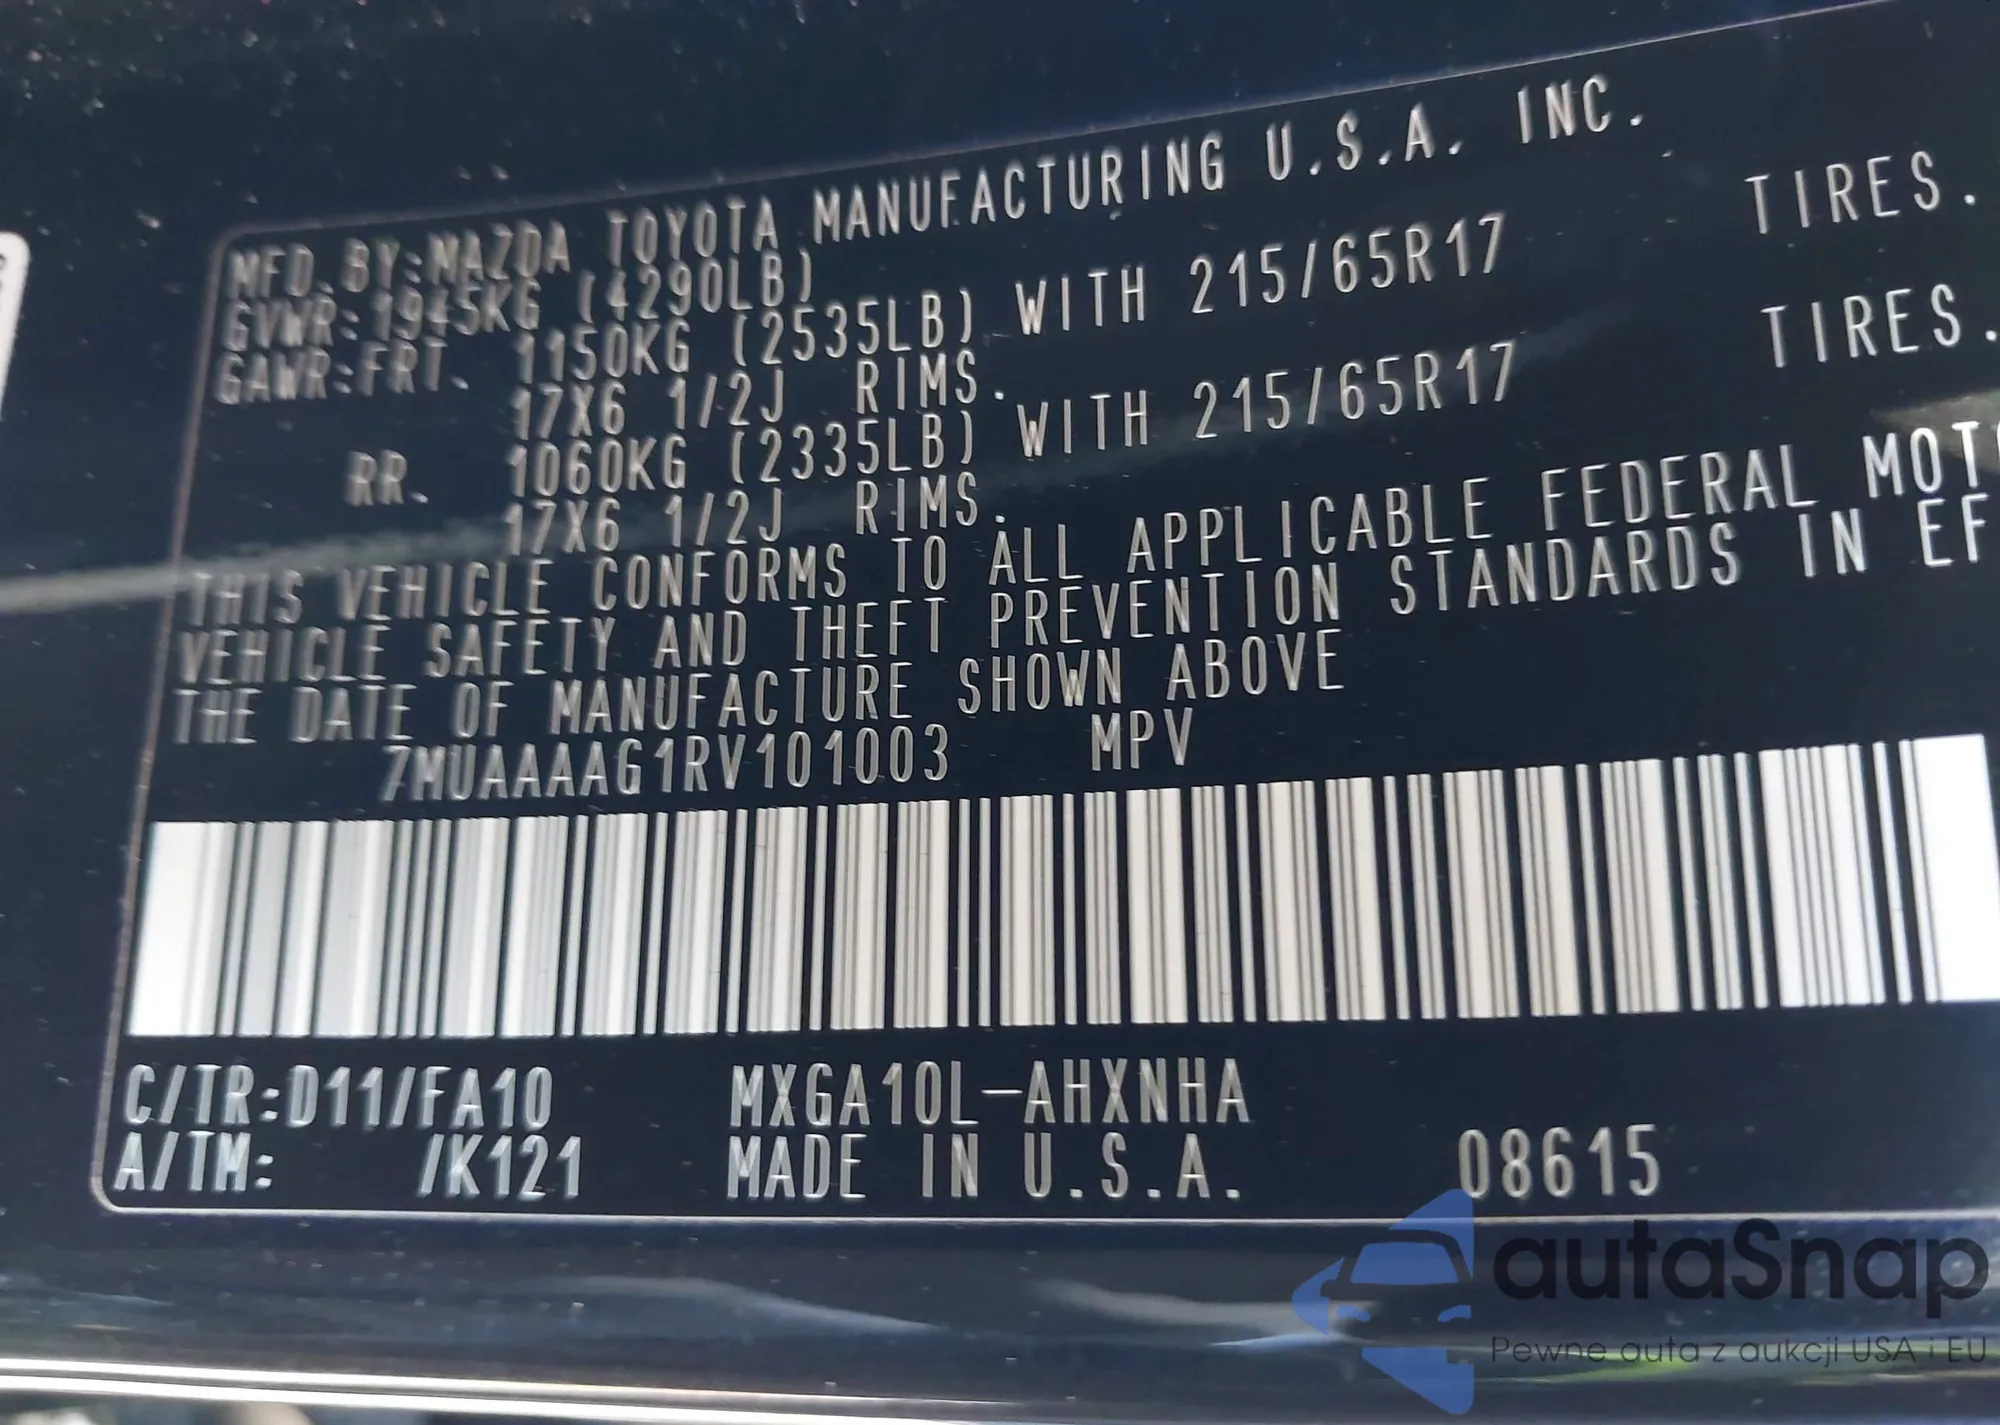 MFD. BY:MAZDA TOYOTA MANUFACTURING U.S.A. INC.
GVWR:1945KG (4290LB)
GAWR:FRT. 1150KG (2535LB) WITH 215/65R17 TIRES.
17X6 1/2J RIMS.
RR. 1060KG (2335LB) WITH 215/65R17 TIRES.
17X6 1/2J RIMS.
THIS VEHICLE CONFORMS TO ALL APPLICABLE FEDERAL MOT
VEHICLE SAFETY AND THEFT PREVENTION STANDARDS IN EF
THE DATE OF MANUFACTURE SHOWN ABOVE
7MUAAAAG1RV101003 MPV
C/TR:D11/FA10 MXGA10L-AHXNHA
A/TM: /K121 MADE IN U.S.A. 08615
autaSnap
Pewne auta z aukcji USA i EU